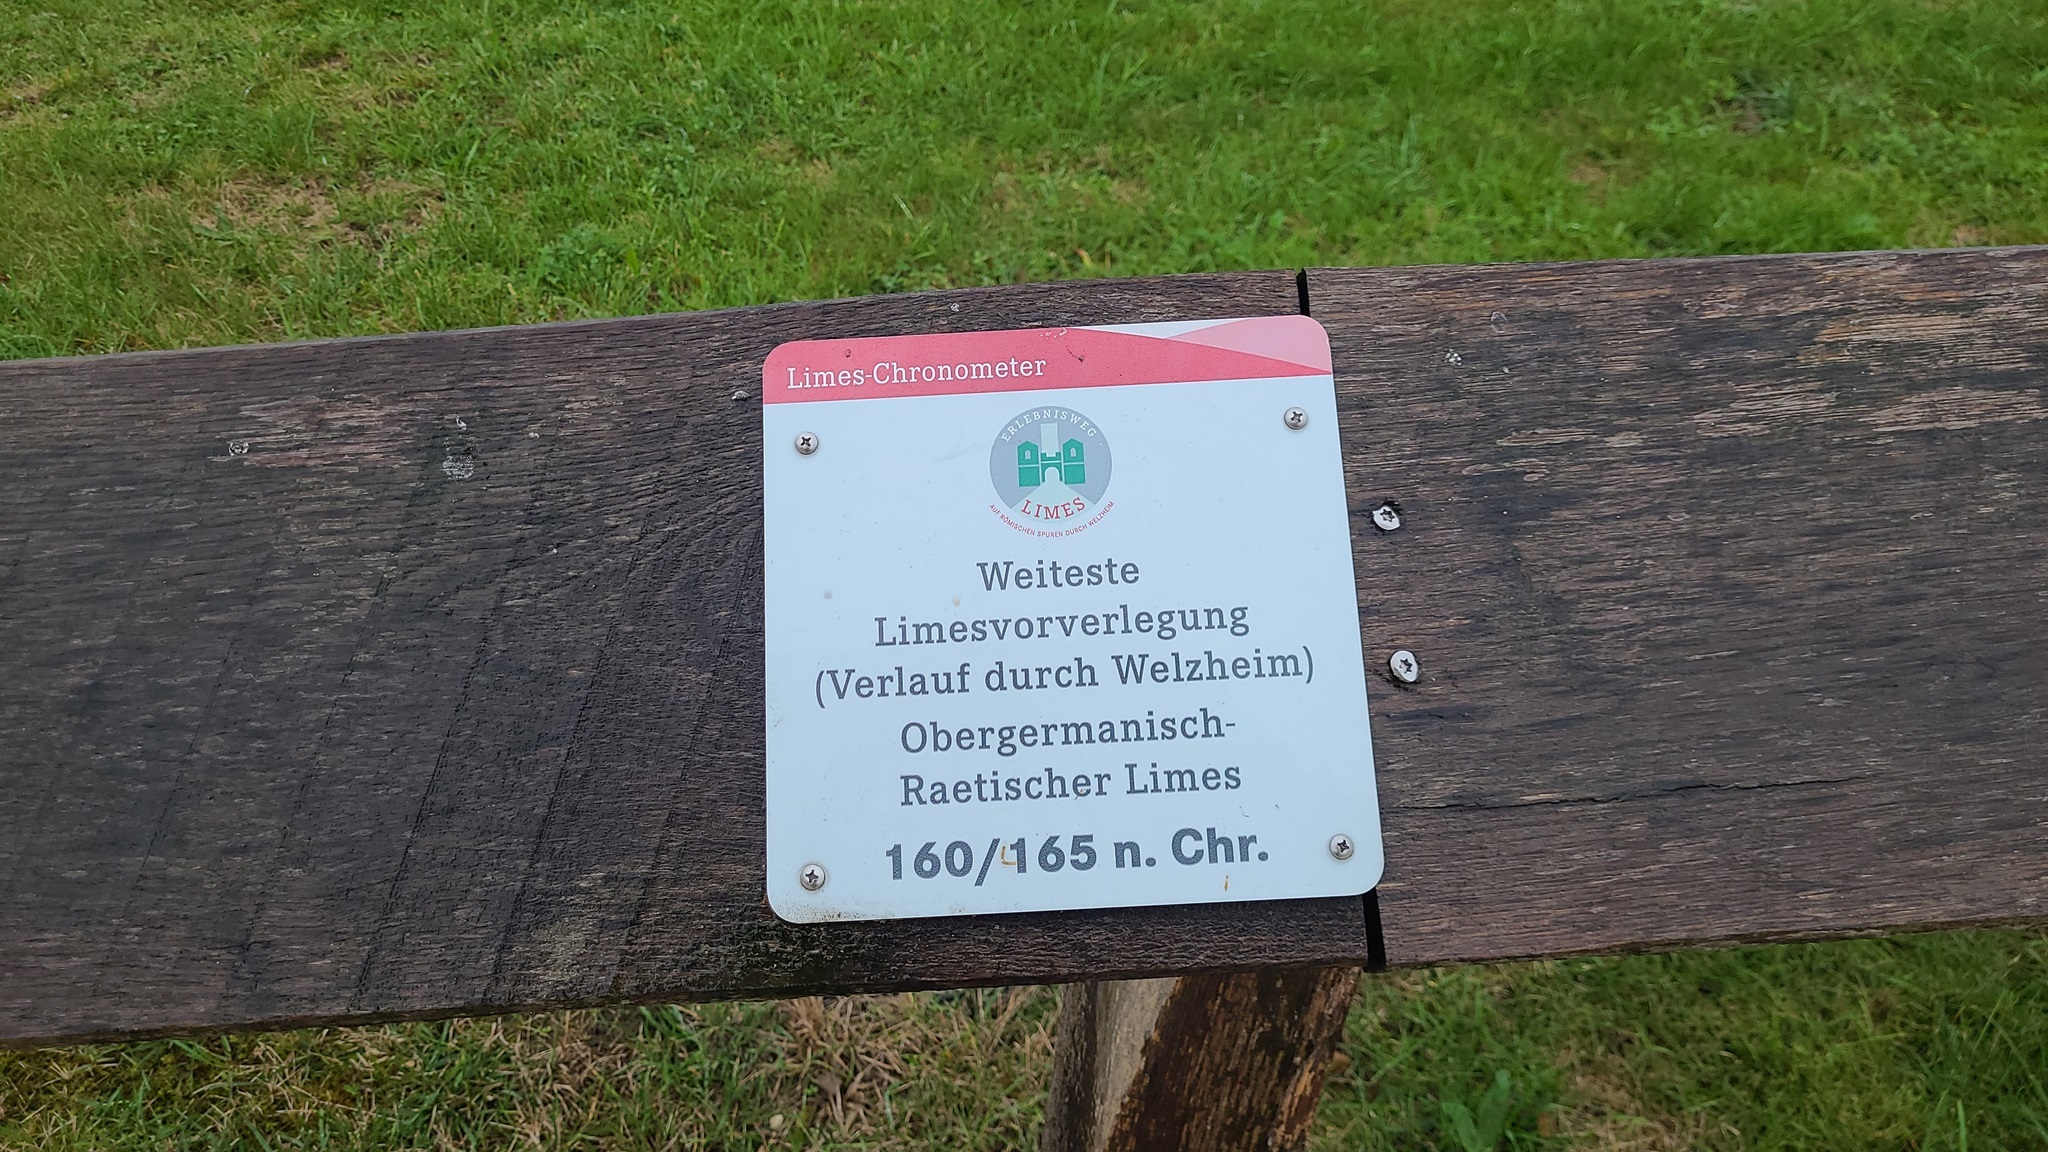 Limes-Chronometer
ERLEBNISWEG
LIMES
AUF RÖMISCHEN SPUREN DURCH WELZHEIM
Weiteste
Limesvorverlegung
(Verlauf durch Welzheim)
Obergermanisch-
Raetischer Limes
160/165 n. Chr.